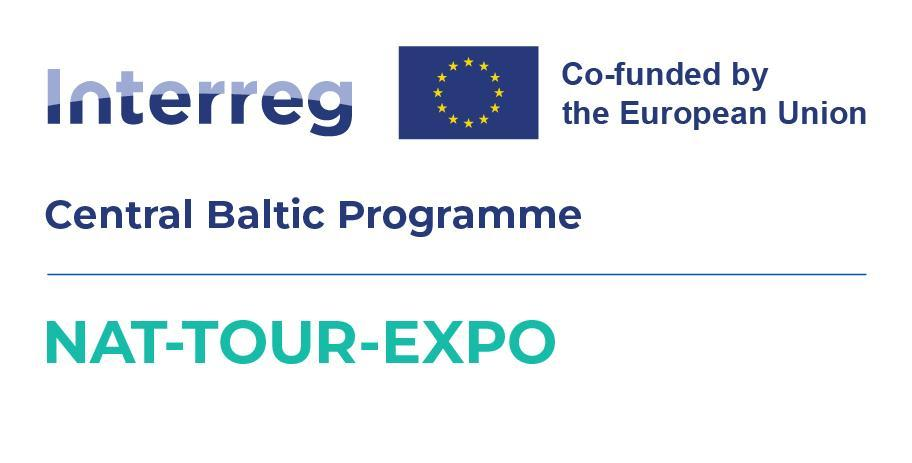 Interreg
Co-funded by
the European Union
Central Baltic Programme
NAT-TOUR-EXPO